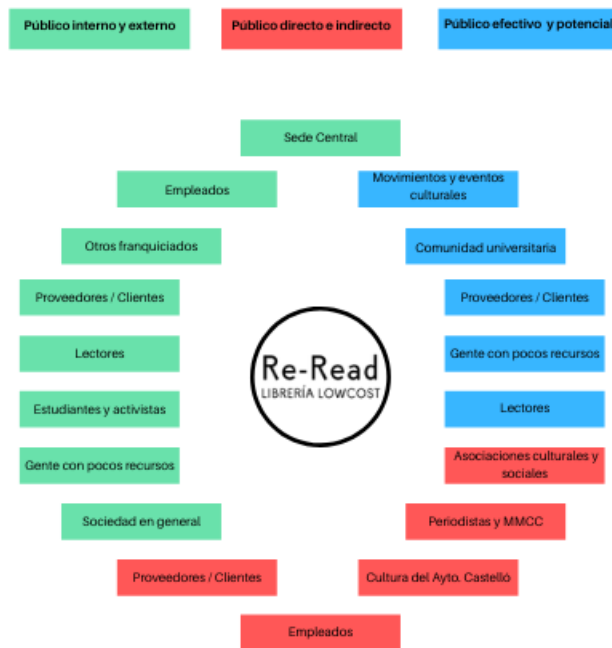 Público interno y externo
Público directo e indirecto
Público efectivo y potencial
Sede Central
Empleados
Movimientos y eventos
culturales
Otros franquiciados
Comunidad universitaria
Proveedores / Clientes
Proveedores / Clientes
Lectores
Gente con pocos recursos
Re-Read
LIBRERÍA LOWCOST
Estudiantes y activistas
Lectores
Gente con pocos recursos
Asociaciones culturales y
sociales
Sociedad en general
Periodistas y MMCC
Proveedores / Clientes
Cultura del Ayto. Castelló
Empleados